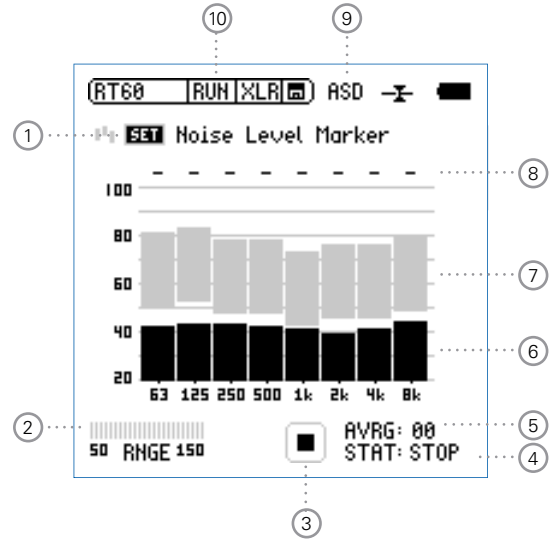 10 9
RT60 RUN XLR ASD
1 SET Noise Level Marker
8
100
80
7
60
40
6
20
63 125 250 500 1k 2k 4k 8k
2 AVRG: 00 5
50 RNGE 150 STAT: STOP 4
3